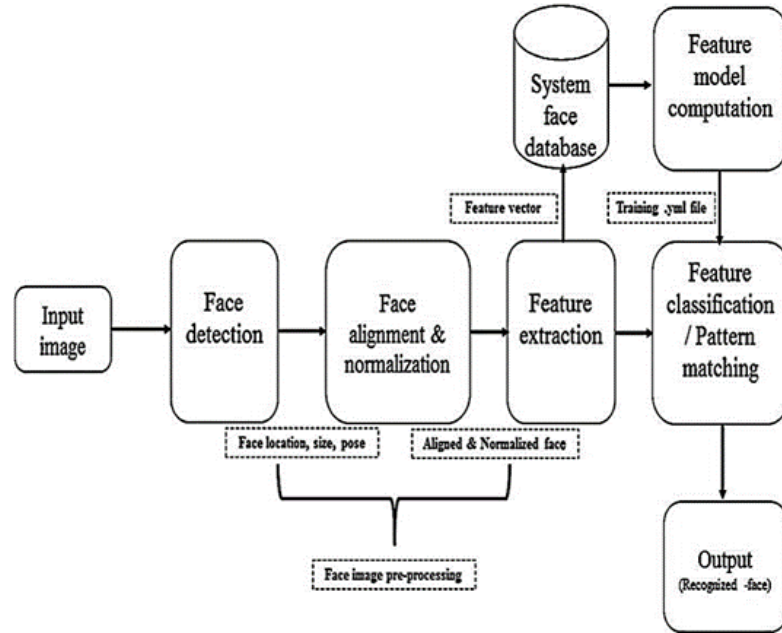 System
face
database
Feature
model
computation
Feature vector
Training .yml file
Input
image
Face
detection
Face
alignment &
normalization
Feature
extraction
Feature
classification
/ Pattern
matching
Face location, size, pose
Aligned & Normalized face
Face image pre-processing
Output
(Recognized -face)